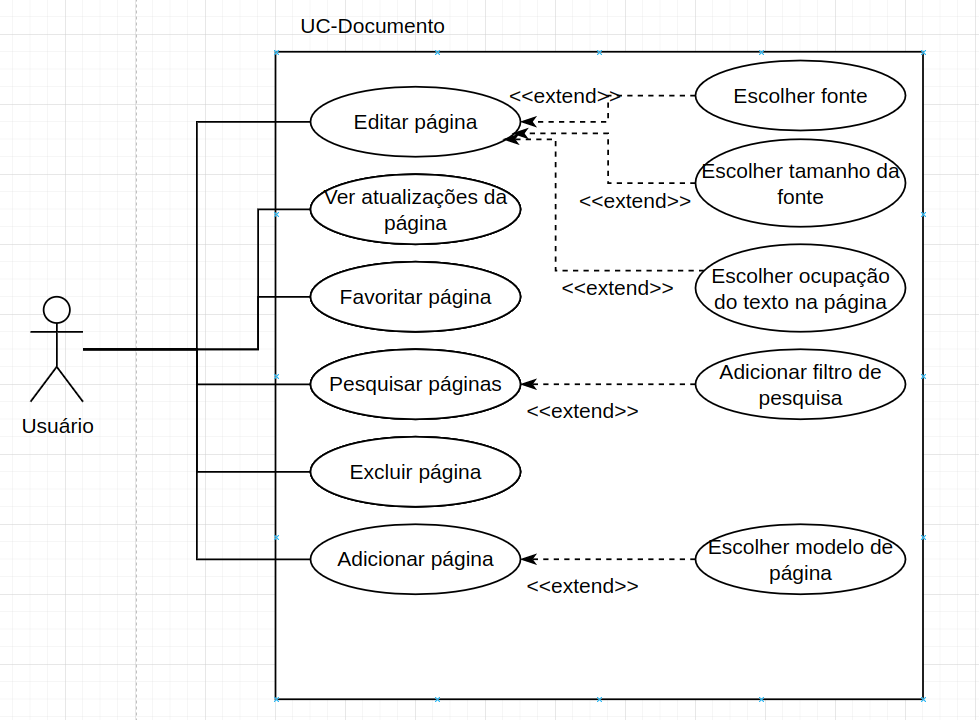 UC-Documento
<<extend>>
Escolher fonte
Editar página
Escolher tamanho da
fonte
<<extend>>
Ver atualizações da
página
Escolher ocupação
do texto na página
<<extend>>
Favoritar página
Pesquisar páginas
Adicionar filtro de
pesquisa
<<extend>>
Usuário
Excluir página
Adicionar página
Escolher modelo de
página
<<extend>>